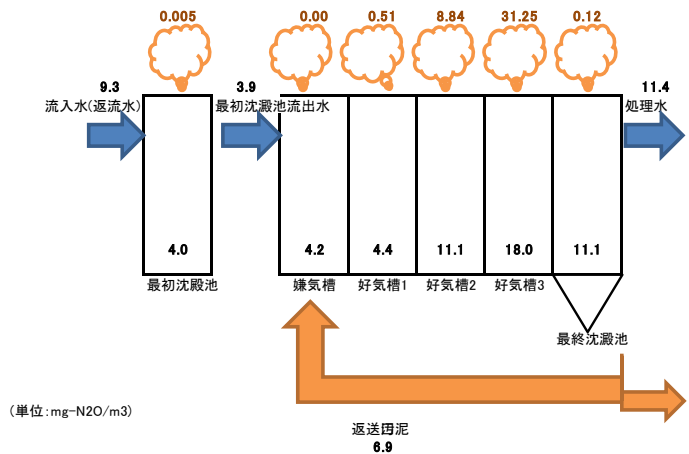 0.005
0.00
0.51
8.84
31.25
0.12
9.3
3.9
11.4
流入水(返流水)
最初沈澱池流出水
処理水
4.0
4.2
4.4
11.1
18.0
11.1
最初沈殿池
嫌気槽
好気槽1
好気槽2
好気槽3
最終沈澱池
(単位:mg-N2O/m3)
返送汚泥
6.9